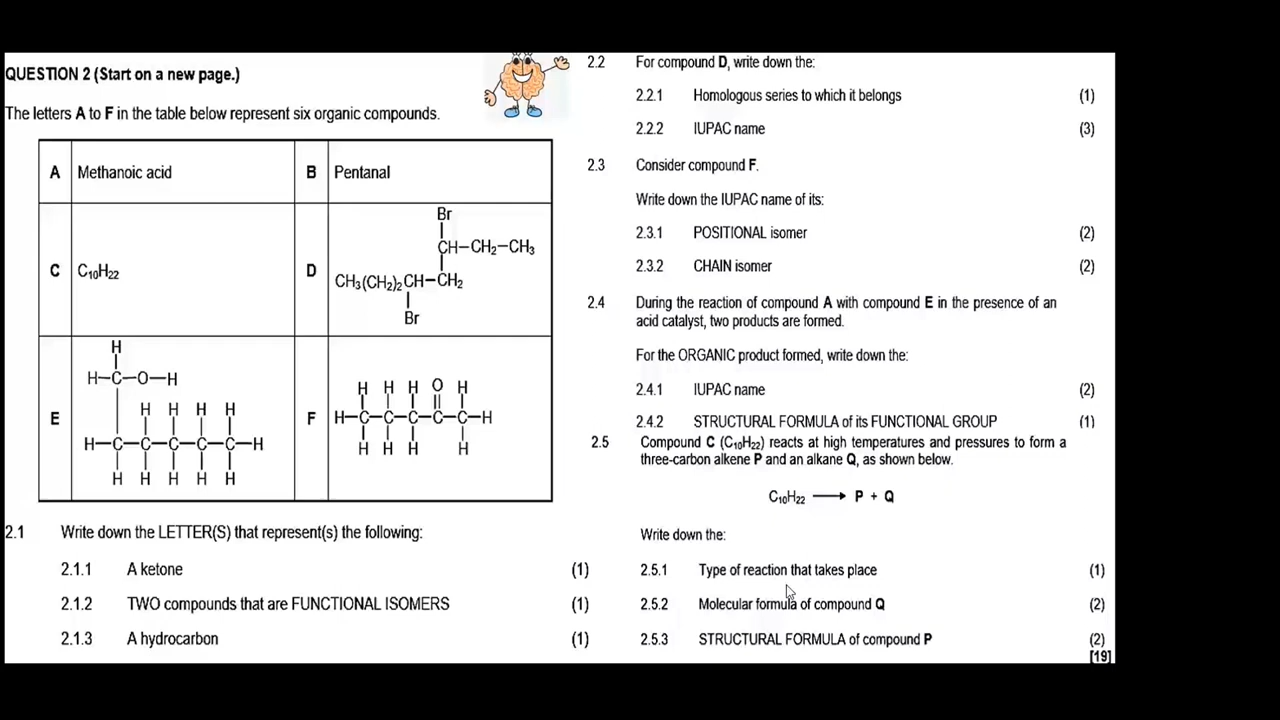 QUESTION 2 (Start on a new page.)
The letters A to F in the table below represent six organic compounds.
A Methanoic acid B Pentanal
C C₁₀H₂₂ D
Br
CH–CH₂–CH₃
CH₃(CH₂)₂CH–CH₂
Br
E
H
H–C–O–H
H H H H
H–C–C–C–C–C–H
H H H H H
F
H H H O H
H–C–C–C–C–C–H
H H H H
2.1 Write down the LETTER(S) that represent(s) the following:
2.1.1 A ketone (1)
2.1.2 TWO compounds that are FUNCTIONAL ISOMERS (1)
2.1.3 A hydrocarbon (1)
2.2 For compound D, write down the:
2.2.1 Homologous series to which it belongs (1)
2.2.2 IUPAC name (3)
2.3 Consider compound F.
Write down the IUPAC name of its:
2.3.1 POSITIONAL isomer (2)
2.3.2 CHAIN isomer (2)
2.4 During the reaction of compound A with compound E in the presence of an
acid catalyst, two products are formed.
For the ORGANIC product formed, write down the:
2.4.1 IUPAC name (2)
2.4.2 STRUCTURAL FORMULA of its FUNCTIONAL GROUP (1)
2.5 Compound C (C₁₀H₂₂) reacts at high temperatures and pressures to form a
three-carbon alkene P and an alkane Q, as shown below.
C₁₀H₂₂ ⟶ P + Q
Write down the:
2.5.1 Type of reaction that takes place (1)
2.5.2 Molecular formula of compound Q (2)
2.5.3 STRUCTURAL FORMULA of compound P (2)
[19]